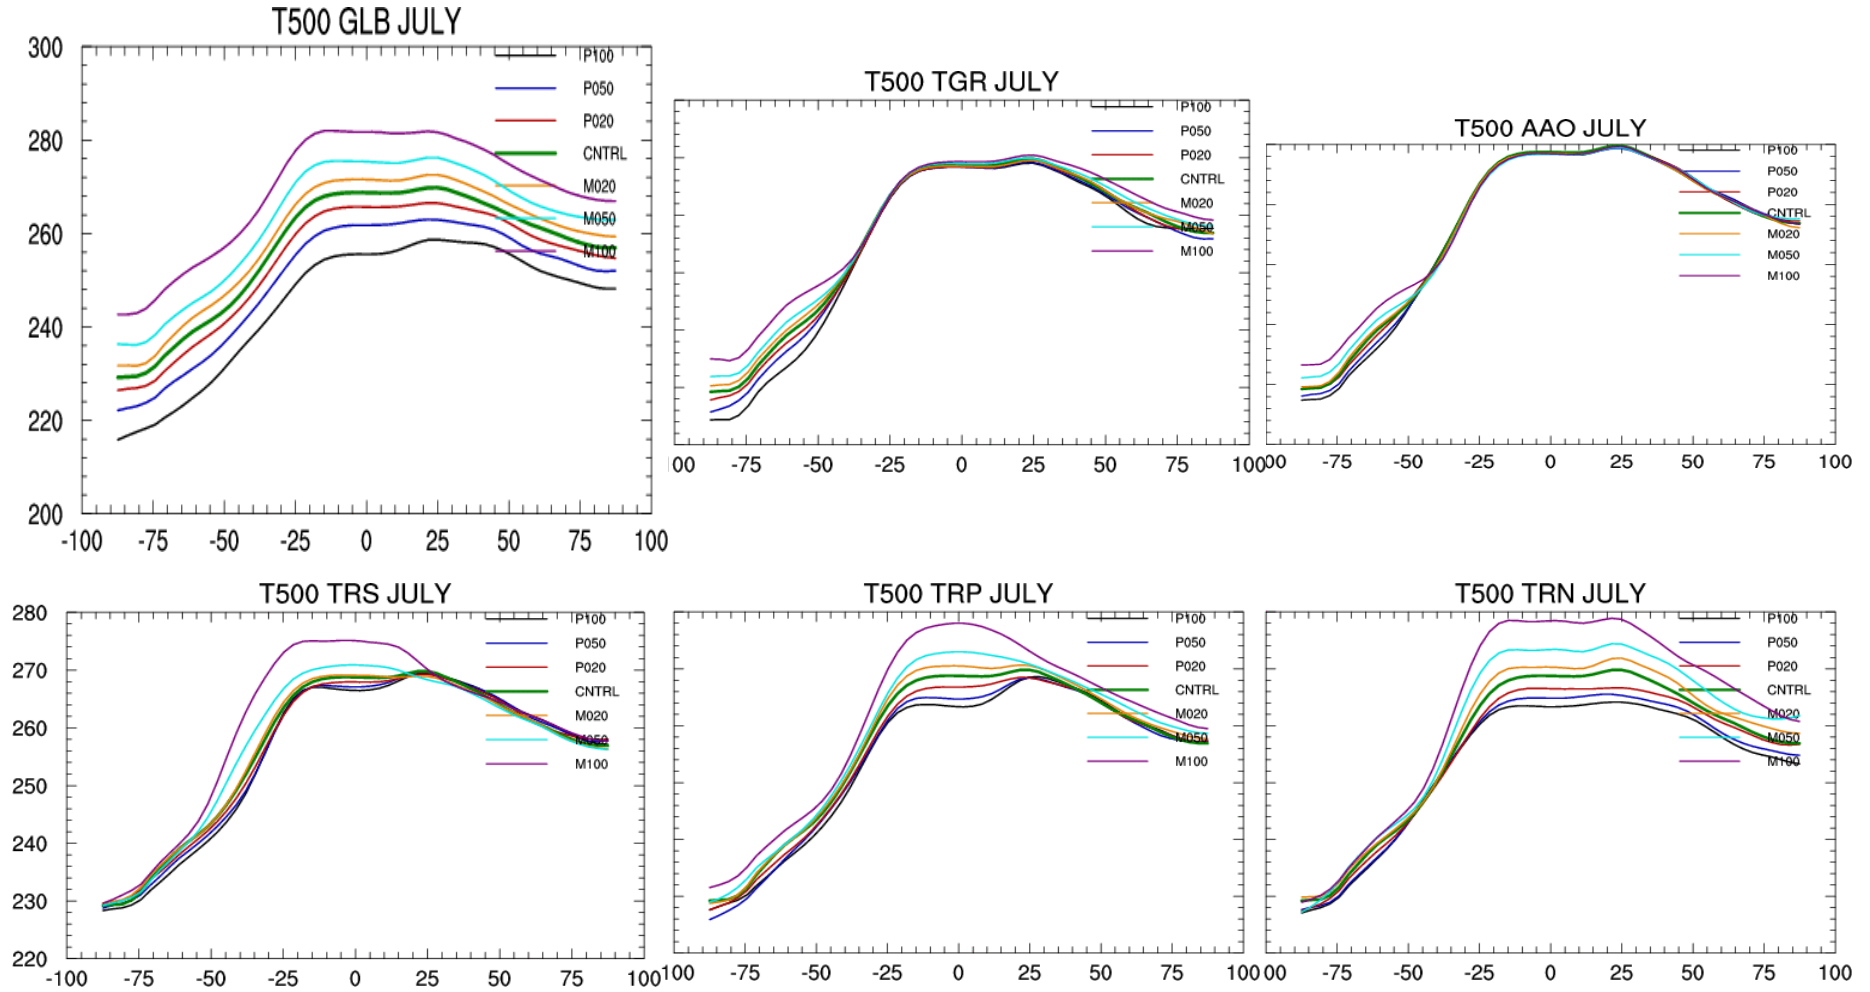 T500 GLB JULY
300
280
260
240
220
200
P100
P050
P020
CNTRL
M020
M050
M100
-100 -75 -50 -25 0 25 50 75 100
T500 TGR JULY
P100
P050
P020
CNTRL
M020
M050
M100
00 -75 -50 -25 0 25 50 75 100
T500 AAO JULY
P100
P050
P020
CNTRL
M020
M050
M100
00 -75 -50 -25 0 25 50 75 100
T500 TRS JULY
280
270
260
250
240
230
220
P100
P050
P020
CNTRL
M020
M050
M100
-100 -75 -50 -25 0 25 50 75 100
T500 TRP JULY
P100
P050
P020
CNTRL
M020
M050
M100
100 -75 -50 -25 0 25 50 75 100
T500 TRN JULY
P100
P050
P020
CNTRL
M020
M050
M100
00 -75 -50 -25 0 25 50 75 100